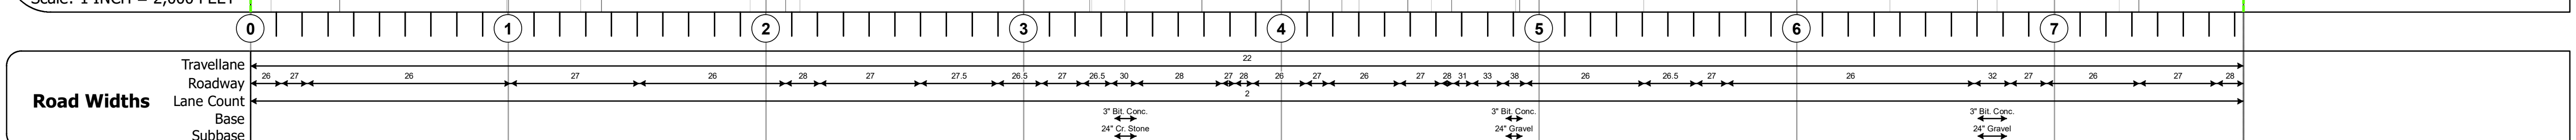 Scale: 1 INCH = 2,000 FEET
0 1 2 3 4 5 6 7
Road Widths
Travellane 22
Roadway 26 27 26 27 26 28 27 27.5 26.5 27 26.5 30 28 27 28 26 27 26 27 28 31 33 38 26 26.5 27 26 32 27 26 27 28
Lane Count 2
Base 3" Bit. Conc. 3" Bit. Conc. 3" Bit. Conc.
Subbase 24" Cr. Stone 24" Gravel 24" Gravel